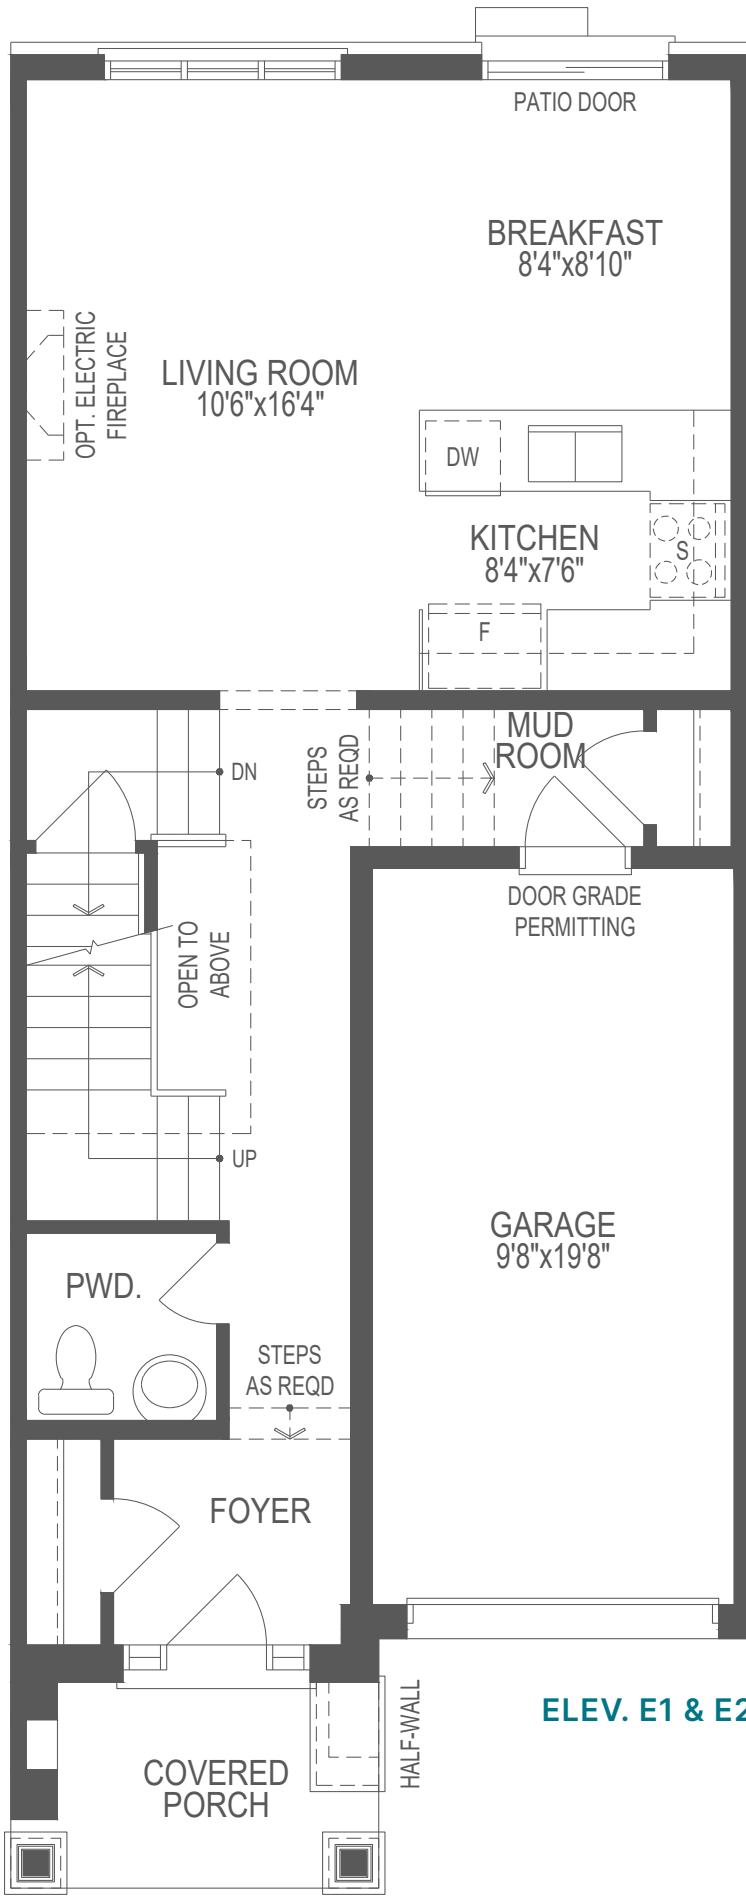 PATIO DOOR
BREAKFAST
8'4"x8'10"
OPT. ELECTRIC
FIREPLACE
LIVING ROOM
10'6"x16'4"
DW
KITCHEN
8'4"x7'6"
S
F
MUD
ROOM
STEPS
AS REQD
DN
DOOR GRADE
PERMITTING
OPEN TO
ABOVE
UP
GARAGE
9'8"x19'8"
PWD.
STEPS
AS REQD
FOYER
HALF-WALL
ELEV. E1 & E2
COVERED
PORCH